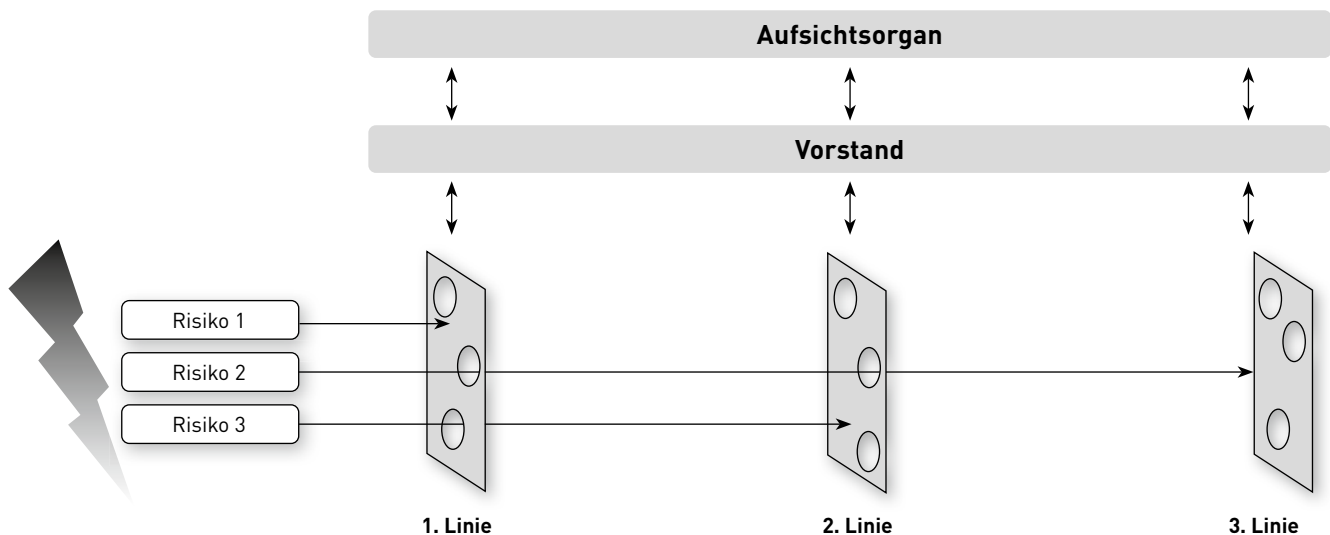 Aufsichtsorgan
Vorstand
Risiko 1
Risiko 2
Risiko 3
1. Linie
2. Linie
3. Linie